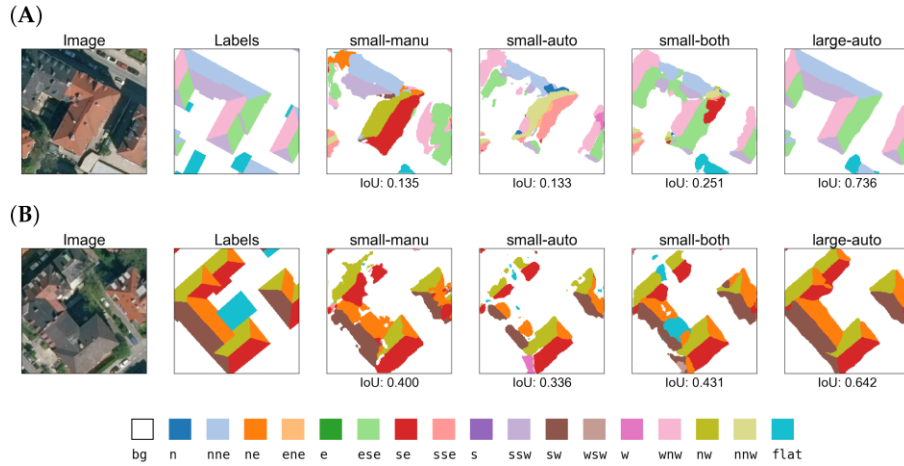 (A)
Image Labels small-manu small-auto small-both large-auto
IoU: 0.135 IoU: 0.133 IoU: 0.251 IoU: 0.736
(B)
Image Labels small-manu small-auto small-both large-auto
IoU: 0.400 IoU: 0.336 IoU: 0.431 IoU: 0.642
bg n nne ne ene e ese se sse s ssw sw wsw w wnw nw nnw flat